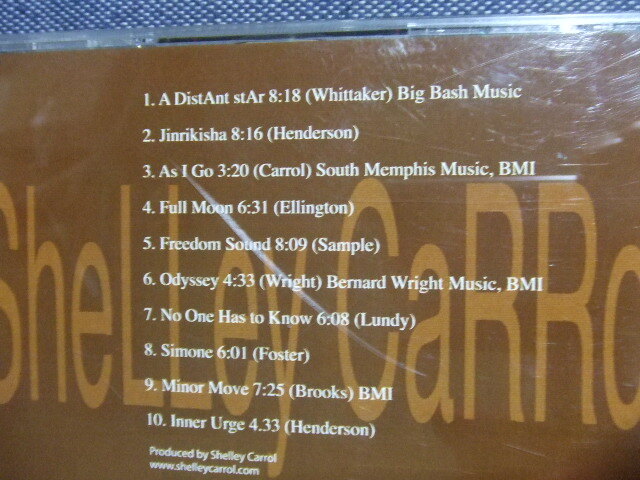 1. A DistAnt stAr 8:18 (Whittaker) Big Bash Music
2. Jinrikisha 8:16 (Henderson)
3. As I Go 3:20 (Carrol) South Memphis Music, BMI
4. Full Moon 6:31 (Ellington)
5. Freedom Sound 8:09 (Sample)
6. Odyssey 4:33 (Wright) Bernard Wright Music, BMI
7. No One Has to Know 6:08 (Lundy)
8. Simone 6:01 (Foster)
9. Minor Move 7:25 (Brooks) BMI
10. Inner Urge 4.33 (Henderson)
Produced by Shelley Carrol
www.shelleycarrol.com
SheLLey CaRRo